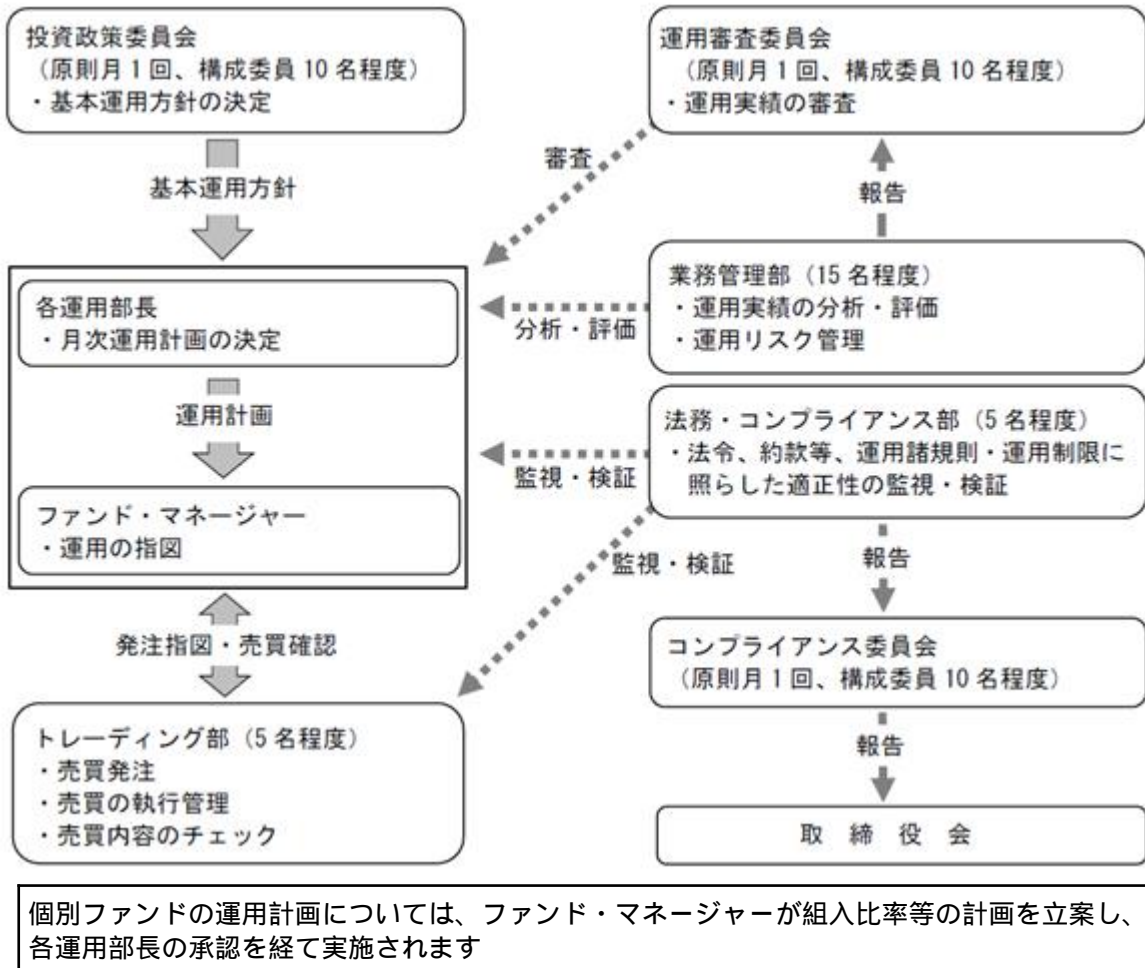 投資政策委員会
（原則月1回、構成委員10名程度）
・基本運用方針の決定
基本運用方針
各運用部長
・月次運用計画の決定
運用計画
ファンド・マネージャー
・運用の指図
発注指図・売買確認
トレーディング部（5名程度）
・売買発注
・売買の執行管理
・売買内容のチェック
運用審査委員会
（原則月1回、構成委員10名程度）
・運用実績の審査
審査
報告
業務管理部（15名程度）
・運用実績の分析・評価
・運用リスク管理
分析・評価
法務・コンプライアンス部（5名程度）
・法令、約款等、運用諸規則・運用制限に
照らした適正性の監視・検証
監視・検証
監視・検証
報告
コンプライアンス委員会
（原則月1回、構成委員10名程度）
報告
取締役会
個別ファンドの運用計画については、ファンド・マネージャーが組入比率等の計画を立案し、
各運用部長の承認を経て実施されます